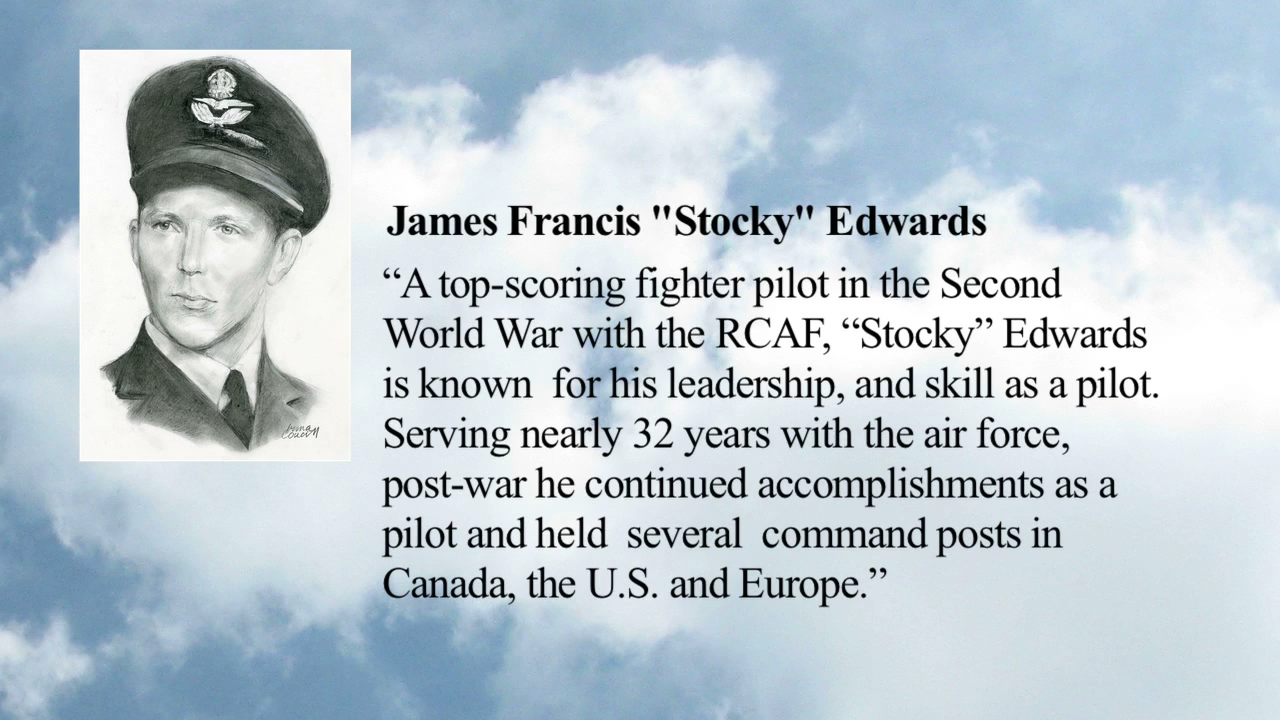 James Francis "Stocky" Edwards
“A top-scoring fighter pilot in the Second
World War with the RCAF, “Stocky” Edwards
is known  for his leadership, and skill as a pilot.
Serving nearly 32 years with the air force,
post-war he continued accomplishments as a
pilot and held  several  command posts in
Canada, the U.S. and Europe.”